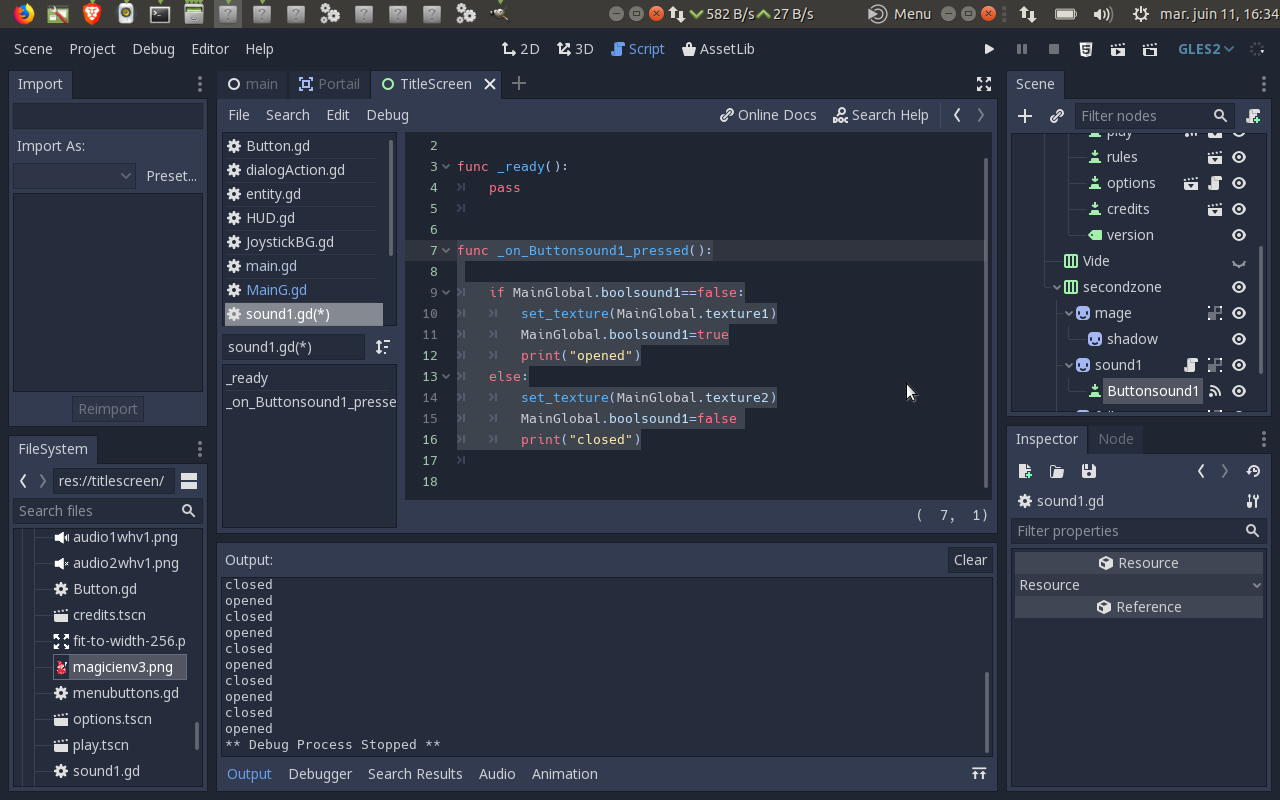 582 B/s 27 B/s Menu mar. juin 11, 16:34
Scene Project Debug Editor Help 2D 3D Script AssetLib GLES2
Import
Import As:
Preset...
Reimport
FileSystem
res://titlescreen/
Search files
audio1whv1.png
audio2whv1.png
Button.gd
credits.tscn
fit-to-width-256.p
magicienv3.png
menubuttons.gd
options.tscn
play.tscn
sound1.gd
main Portail TitleScreen
File Search Edit Debug Online Docs Search Help
Button.gd
dialogAction.gd
entity.gd
HUD.gd
JoystickBG.gd
main.gd
MainG.gd
sound1.gd(*)
sound1.gd(*)
_ready
_on_Buttonsound1_presse
2
3 func _ready():
4 pass
5
6
7 func _on_Buttonsound1_pressed():
8
9 if MainGlobal.boolsound1==false:
10 set_texture(MainGlobal.texture1)
11 MainGlobal.boolsound1=true
12 print("opened")
13 else:
14 set_texture(MainGlobal.texture2)
15 MainGlobal.boolsound1=false
16 print("closed")
17
18
( 7, 1)
Output: Clear
closed
opened
closed
opened
closed
opened
closed
opened
closed
opened
** Debug Process Stopped **
Output Debugger Search Results Audio Animation
Scene
Filter nodes
play
rules
options
credits
version
Vide
secondzone
mage
shadow
sound1
Buttonsound1
Inspector Node
sound1.gd
Filter properties
Resource
Resource
Reference